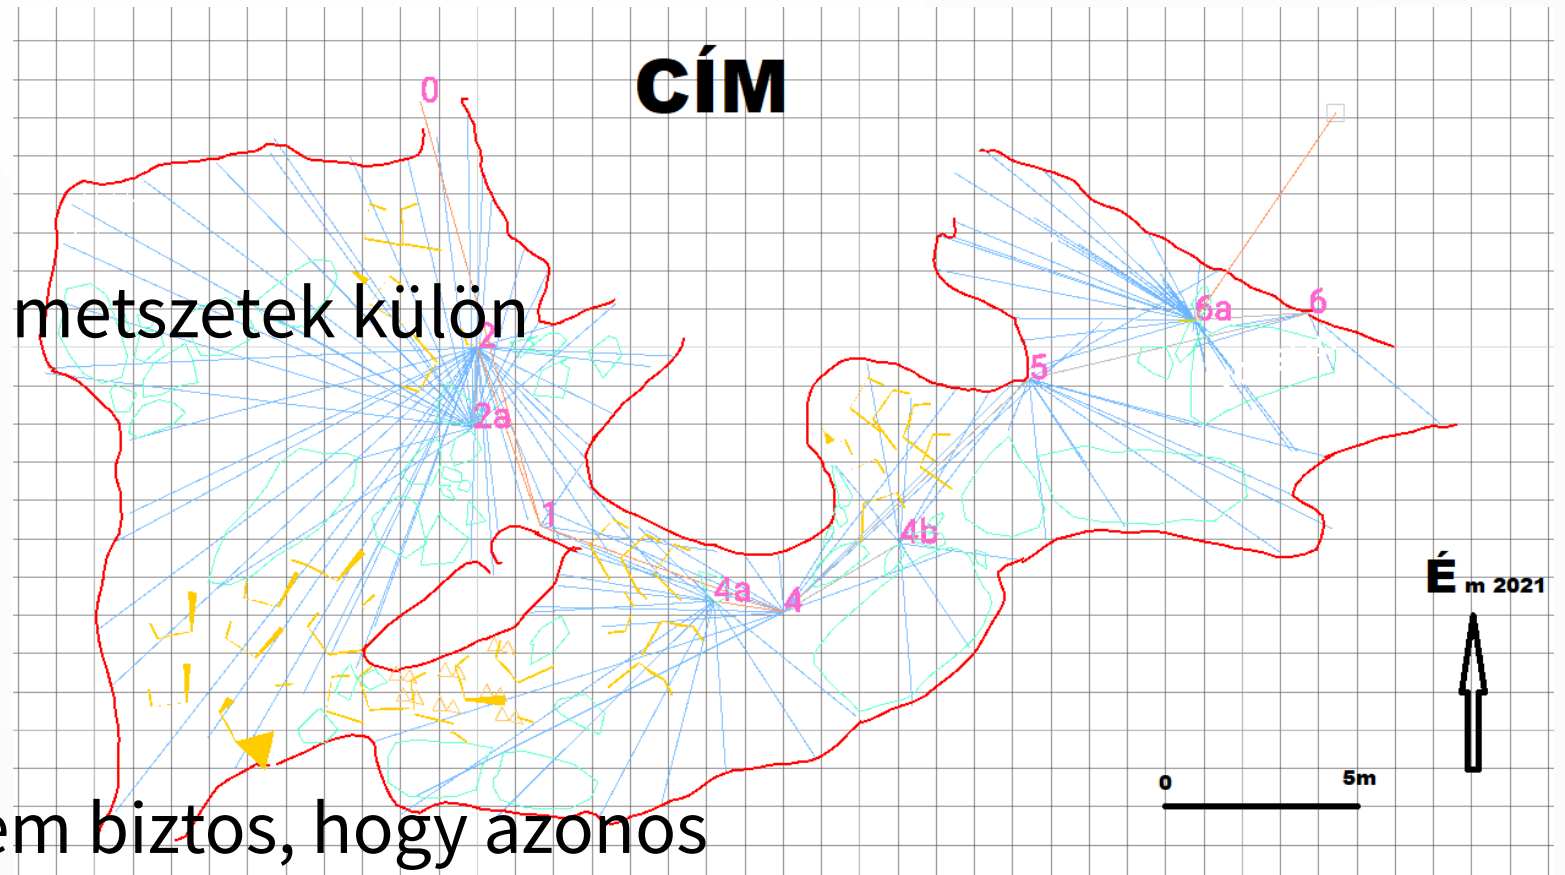 CÍM
0
metszetek külön
2
2a
1
4a
4
4b
5
6a
6
É m 2021
0 5m
em biztos, hogy azonos